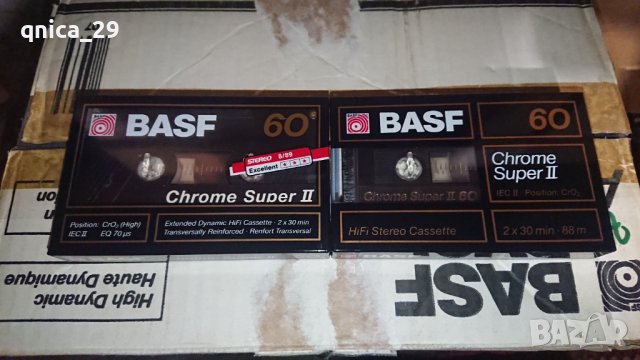 qnica_29
BASF 60
STEREO 8/89
Excellent
Chrome Super II
Position: CrO₂ (High)
IEC II EQ 70 µs
Extended Dynamic HiFi Cassette · 2 x 30 min
Transversally Reinforced · Renfort Transversal
BASF 60
Chrome
Super II
IEC II · Position: CrO₂
Chrome Super II 60
HiFi Stereo Cassette
2 x 30 min · 88 m
High Dynamic
Haute Dynamique
BASF
BAZAR